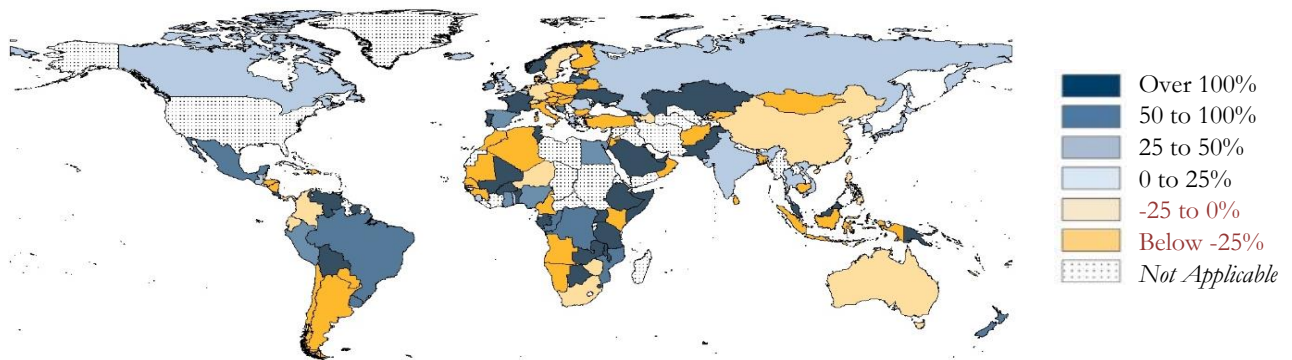 Over 100%
50 to 100%
25 to 50%
0 to 25%
-25 to 0%
Below -25%
Not Applicable